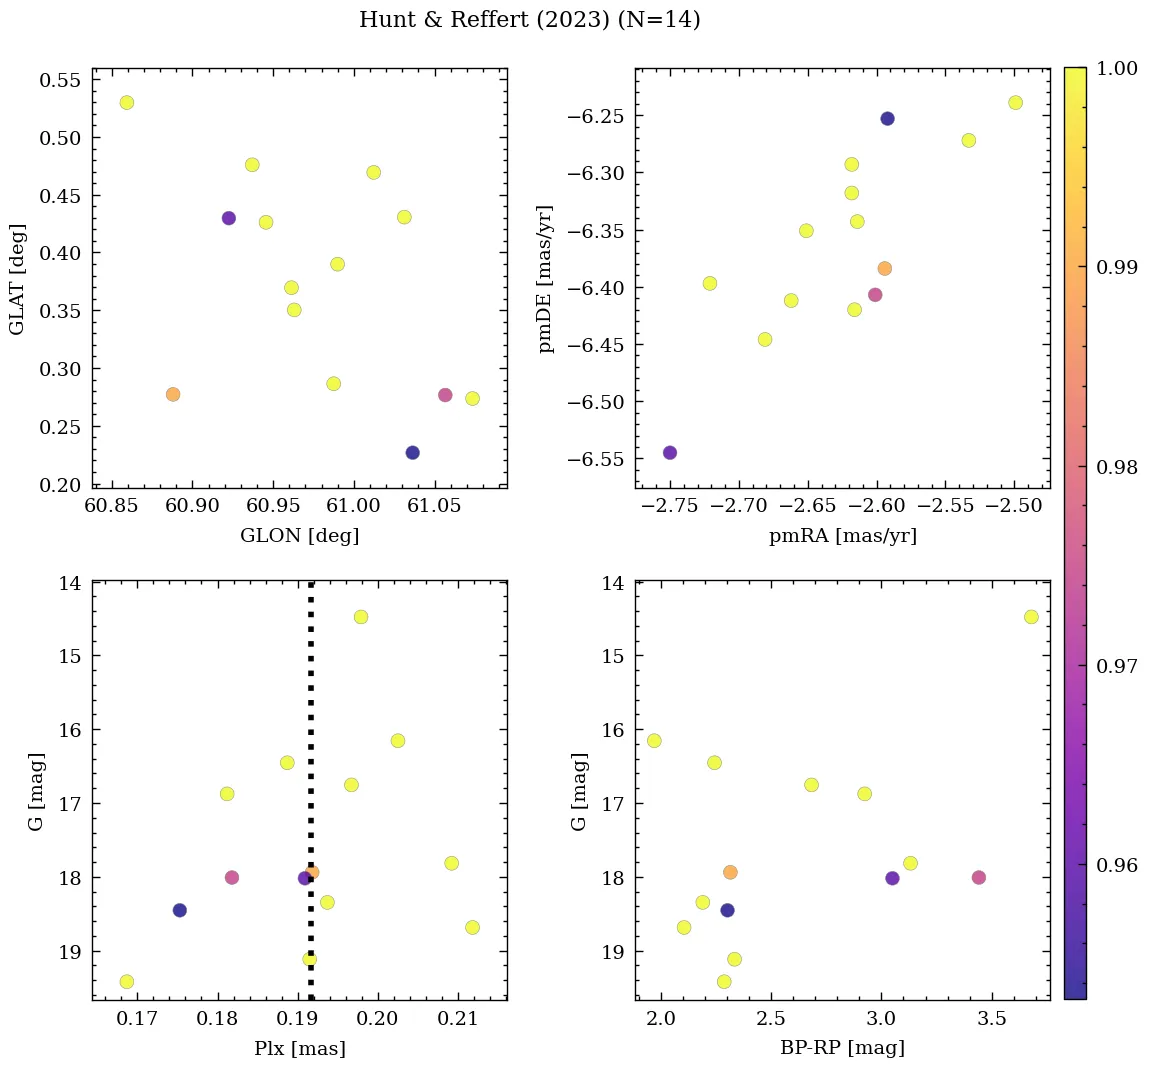 Hunt & Reffert (2023) (N=14)
0.55
0.50
0.45
0.40
0.35
0.30
0.25
0.20
GLAT [deg]
60.85 60.90 60.95 61.00 61.05
GLON [deg]
−6.25
−6.30
−6.35
−6.40
−6.45
−6.50
−6.55
pmDE [mas/yr]
−2.75 −2.70 −2.65 −2.60 −2.55 −2.50
pmRA [mas/yr]
14
15
16
17
18
19
G [mag]
0.17 0.18 0.19 0.20 0.21
Plx [mas]
14
15
16
17
18
19
G [mag]
2.0 2.5 3.0 3.5
BP-RP [mag]
1.00
0.99
0.98
0.97
0.96